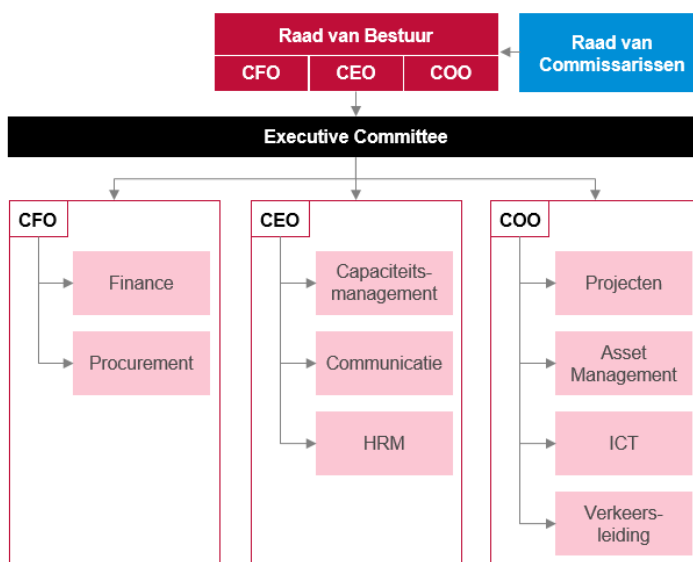 Raad van Bestuur
CFO
CEO
COO
Raad van
Commissarissen
Executive Committee
CFO
Finance
Procurement
CEO
Capaciteits-
management
Communicatie
HRM
COO
Projecten
Asset
Management
ICT
Verkeers-
leiding